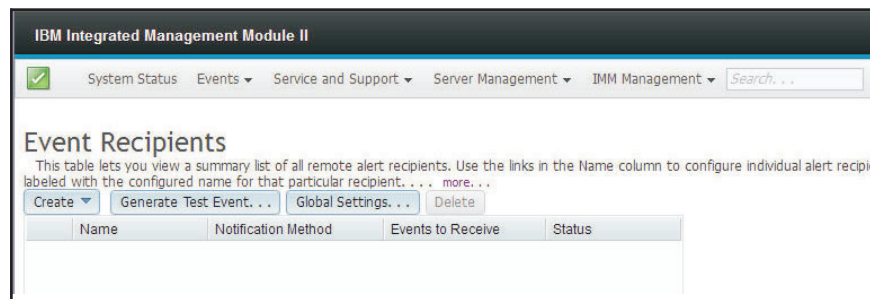 IBM Integrated Management Module II
System Status Events Service and Support Server Management IMM Management Search. . .
Event Recipients
This table lets you view a summary list of all remote alert recipients. Use the links in the Name column to configure individual alert recipi
labeled with the configured name for that particular recipient. . . . more. . .
Create Generate Test Event. . . Global Settings. . . Delete
Name Notification Method Events to Receive Status